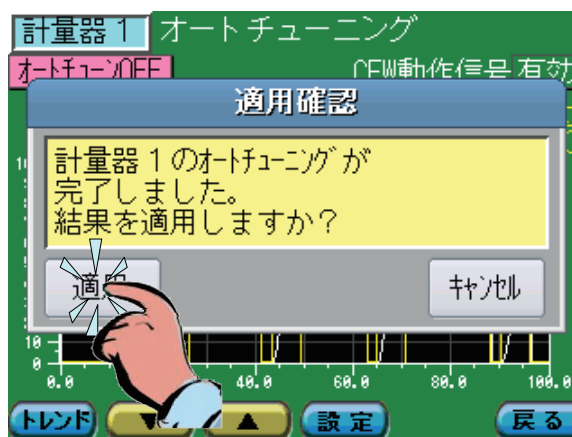 計量器１ オートチューニング
オートチューンOFF CFW動作信号 有効
適用確認
計量器１のオートチューニングが
完了しました。
結果を適用しますか？
適用 キャンセル
10
0
0.0 40.0 60.0 80.0 100.0
トレンド ▼ ▲ 設定 戻る